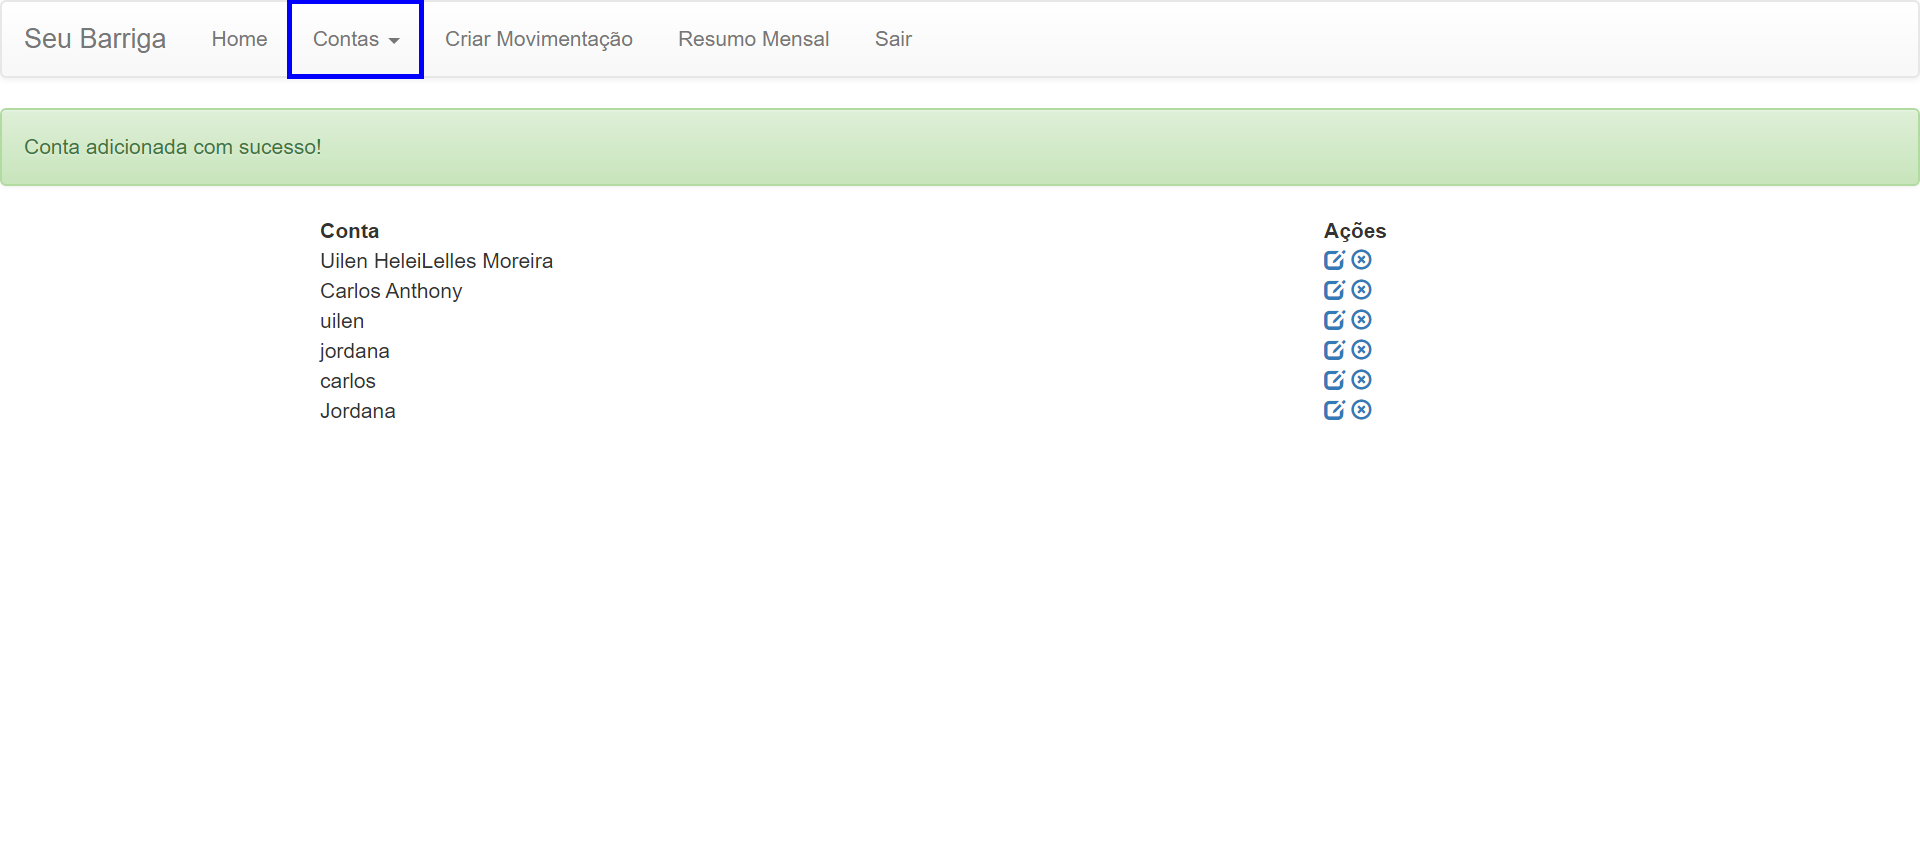 Seu Barriga Home Contas Criar Movimentação Resumo Mensal Sair
Conta adicionada com sucesso!
Conta Ações
Uilen HeleiLelles Moreira
Carlos Anthony
uilen
jordana
carlos
Jordana